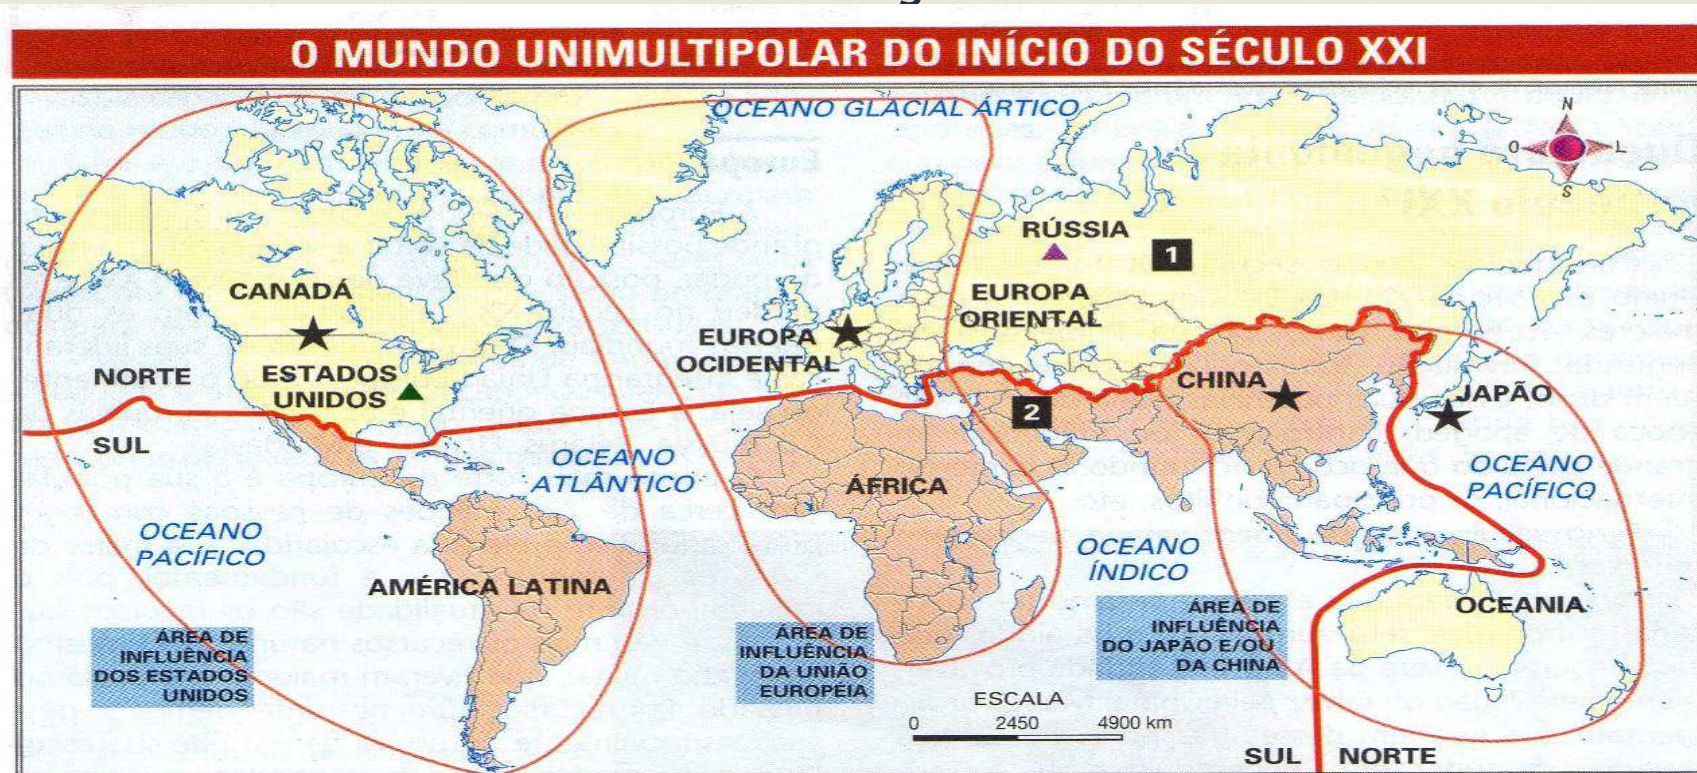 O MUNDO UNIMULTIPOLAR DO INÍCIO DO SÉCULO XXI
OCEANO GLACIAL ÁRTICO
N
O
L
S
RÚSSIA
1
CANADÁ
EUROPA
ORIENTAL
EUROPA
OCIDENTAL
NORTE
ESTADOS
UNIDOS
CHINA
JAPÃO
2
SUL
OCEANO
ATLÂNTICO
ÁFRICA
OCEANO
PACÍFICO
OCEANO
PACÍFICO
OCEANO
ÍNDICO
AMÉRICA LATINA
OCEANIA
ÁREA DE
INFLUÊNCIA
DOS ESTADOS
UNIDOS
ÁREA DE
INFLUÊNCIA
DA UNIÃO
EUROPÉIA
ÁREA DE
INFLUÊNCIA
DO JAPÃO E/OU
DA CHINA
ESCALA
0 2450 4900 km
SUL NORTE